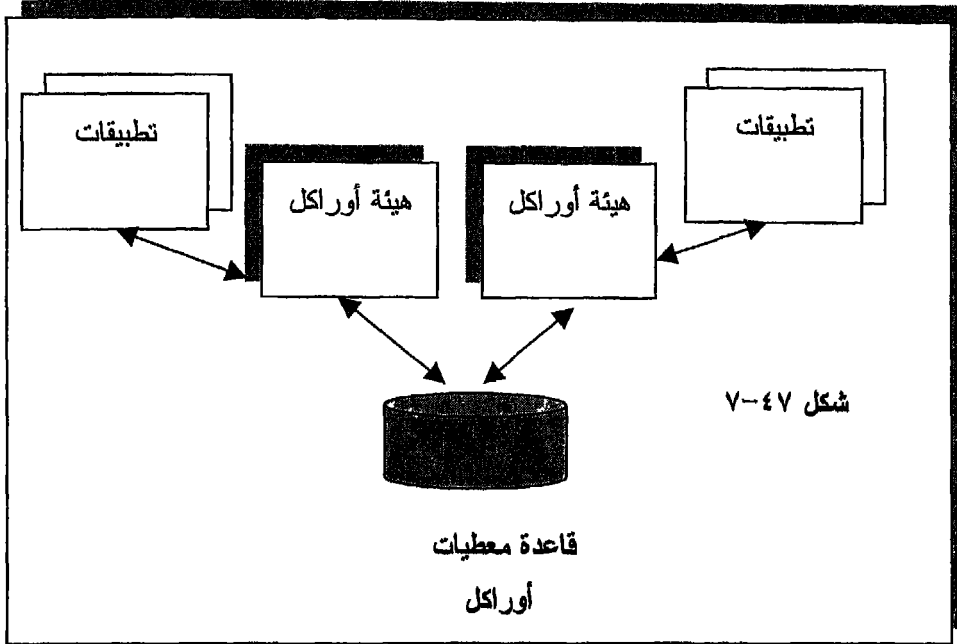 تطبيقات
تطبيقات
هيئة أوراكل
هيئة أوراكل
شكل ٤٧-٧
قاعدة معطيات
أوراكل